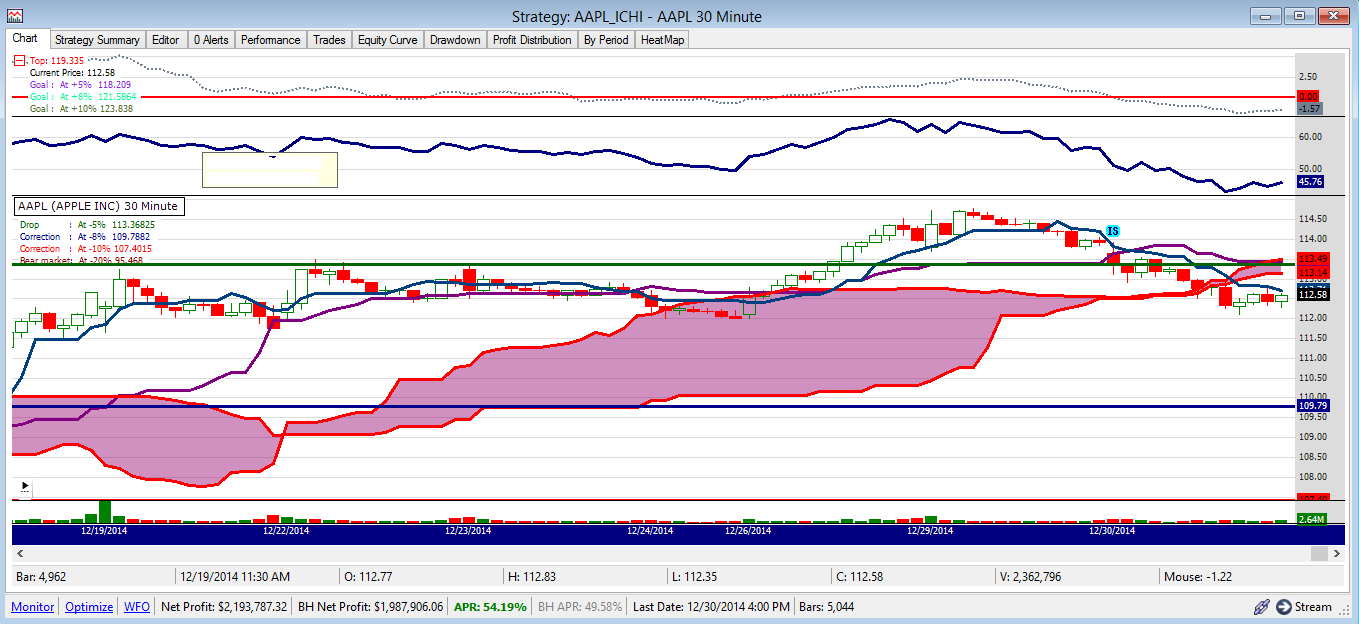 Strategy: AAPL_ICHI - AAPL 30 Minute
Chart Strategy Summary Editor 0 Alerts Performance Trades Equity Curve Drawdown Profit Distribution By Period HeatMap
Top: 119.335
Current Price: 112.58
Goal : At +5% 118.209
Goal : At +8% 121.5864
Goal : At +10% 123.838
2.50
0.00
-1.57
60.00
50.00
45.76
AAPL (APPLE INC) 30 Minute
Drop : At -5% 113.36825
Correction : At -8% 109.7882
Correction : At -10% 107.4015
Bear market: At -20% 95.468
IS
114.50
114.00
113.49
113.14
112.58
112.00
111.50
111.00
110.50
110.00
109.79
109.50
109.00
108.50
108.00
107.40
2.64M
12/19/2014 12/22/2014 12/23/2014 12/24/2014 12/26/2014 12/29/2014 12/30/2014
Bar: 4,962 12/19/2014 11:30 AM O: 112.77 H: 112.83 L: 112.35 C: 112.58 V: 2,362,796 Mouse: -1.22
Monitor Optimize WFO Net Profit: $2,193,787.32 BH Net Profit: $1,987,906.06 APR: 54.19% BH APR: 49.58% Last Date: 12/30/2014 4:00 PM Bars: 5,044 Stream